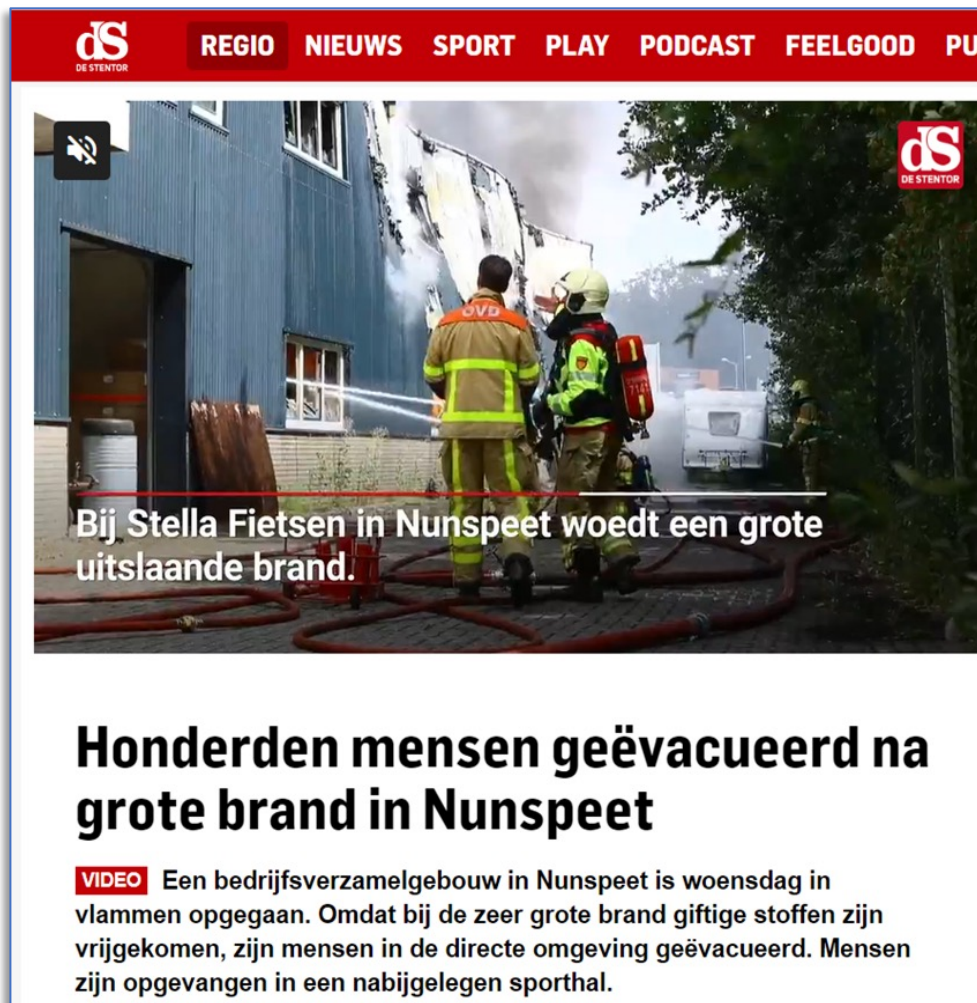 dS
DE STENTOR
REGIO NIEUWS SPORT PLAY PODCAST FEELGOOD PU
dS
DE STENTOR
OVD
7141
Bij Stella Fietsen in Nunspeet woedt een grote
uitslaande brand.
Honderden mensen geëvacueerd na
grote brand in Nunspeet
VIDEO Een bedrijfsverzamelgebouw in Nunspeet is woensdag in
vlammen opgegaan. Omdat bij de zeer grote brand giftige stoffen zijn
vrijgekomen, zijn mensen in de directe omgeving geëvacueerd. Mensen
zijn opgevangen in een nabijgelegen sporthal.